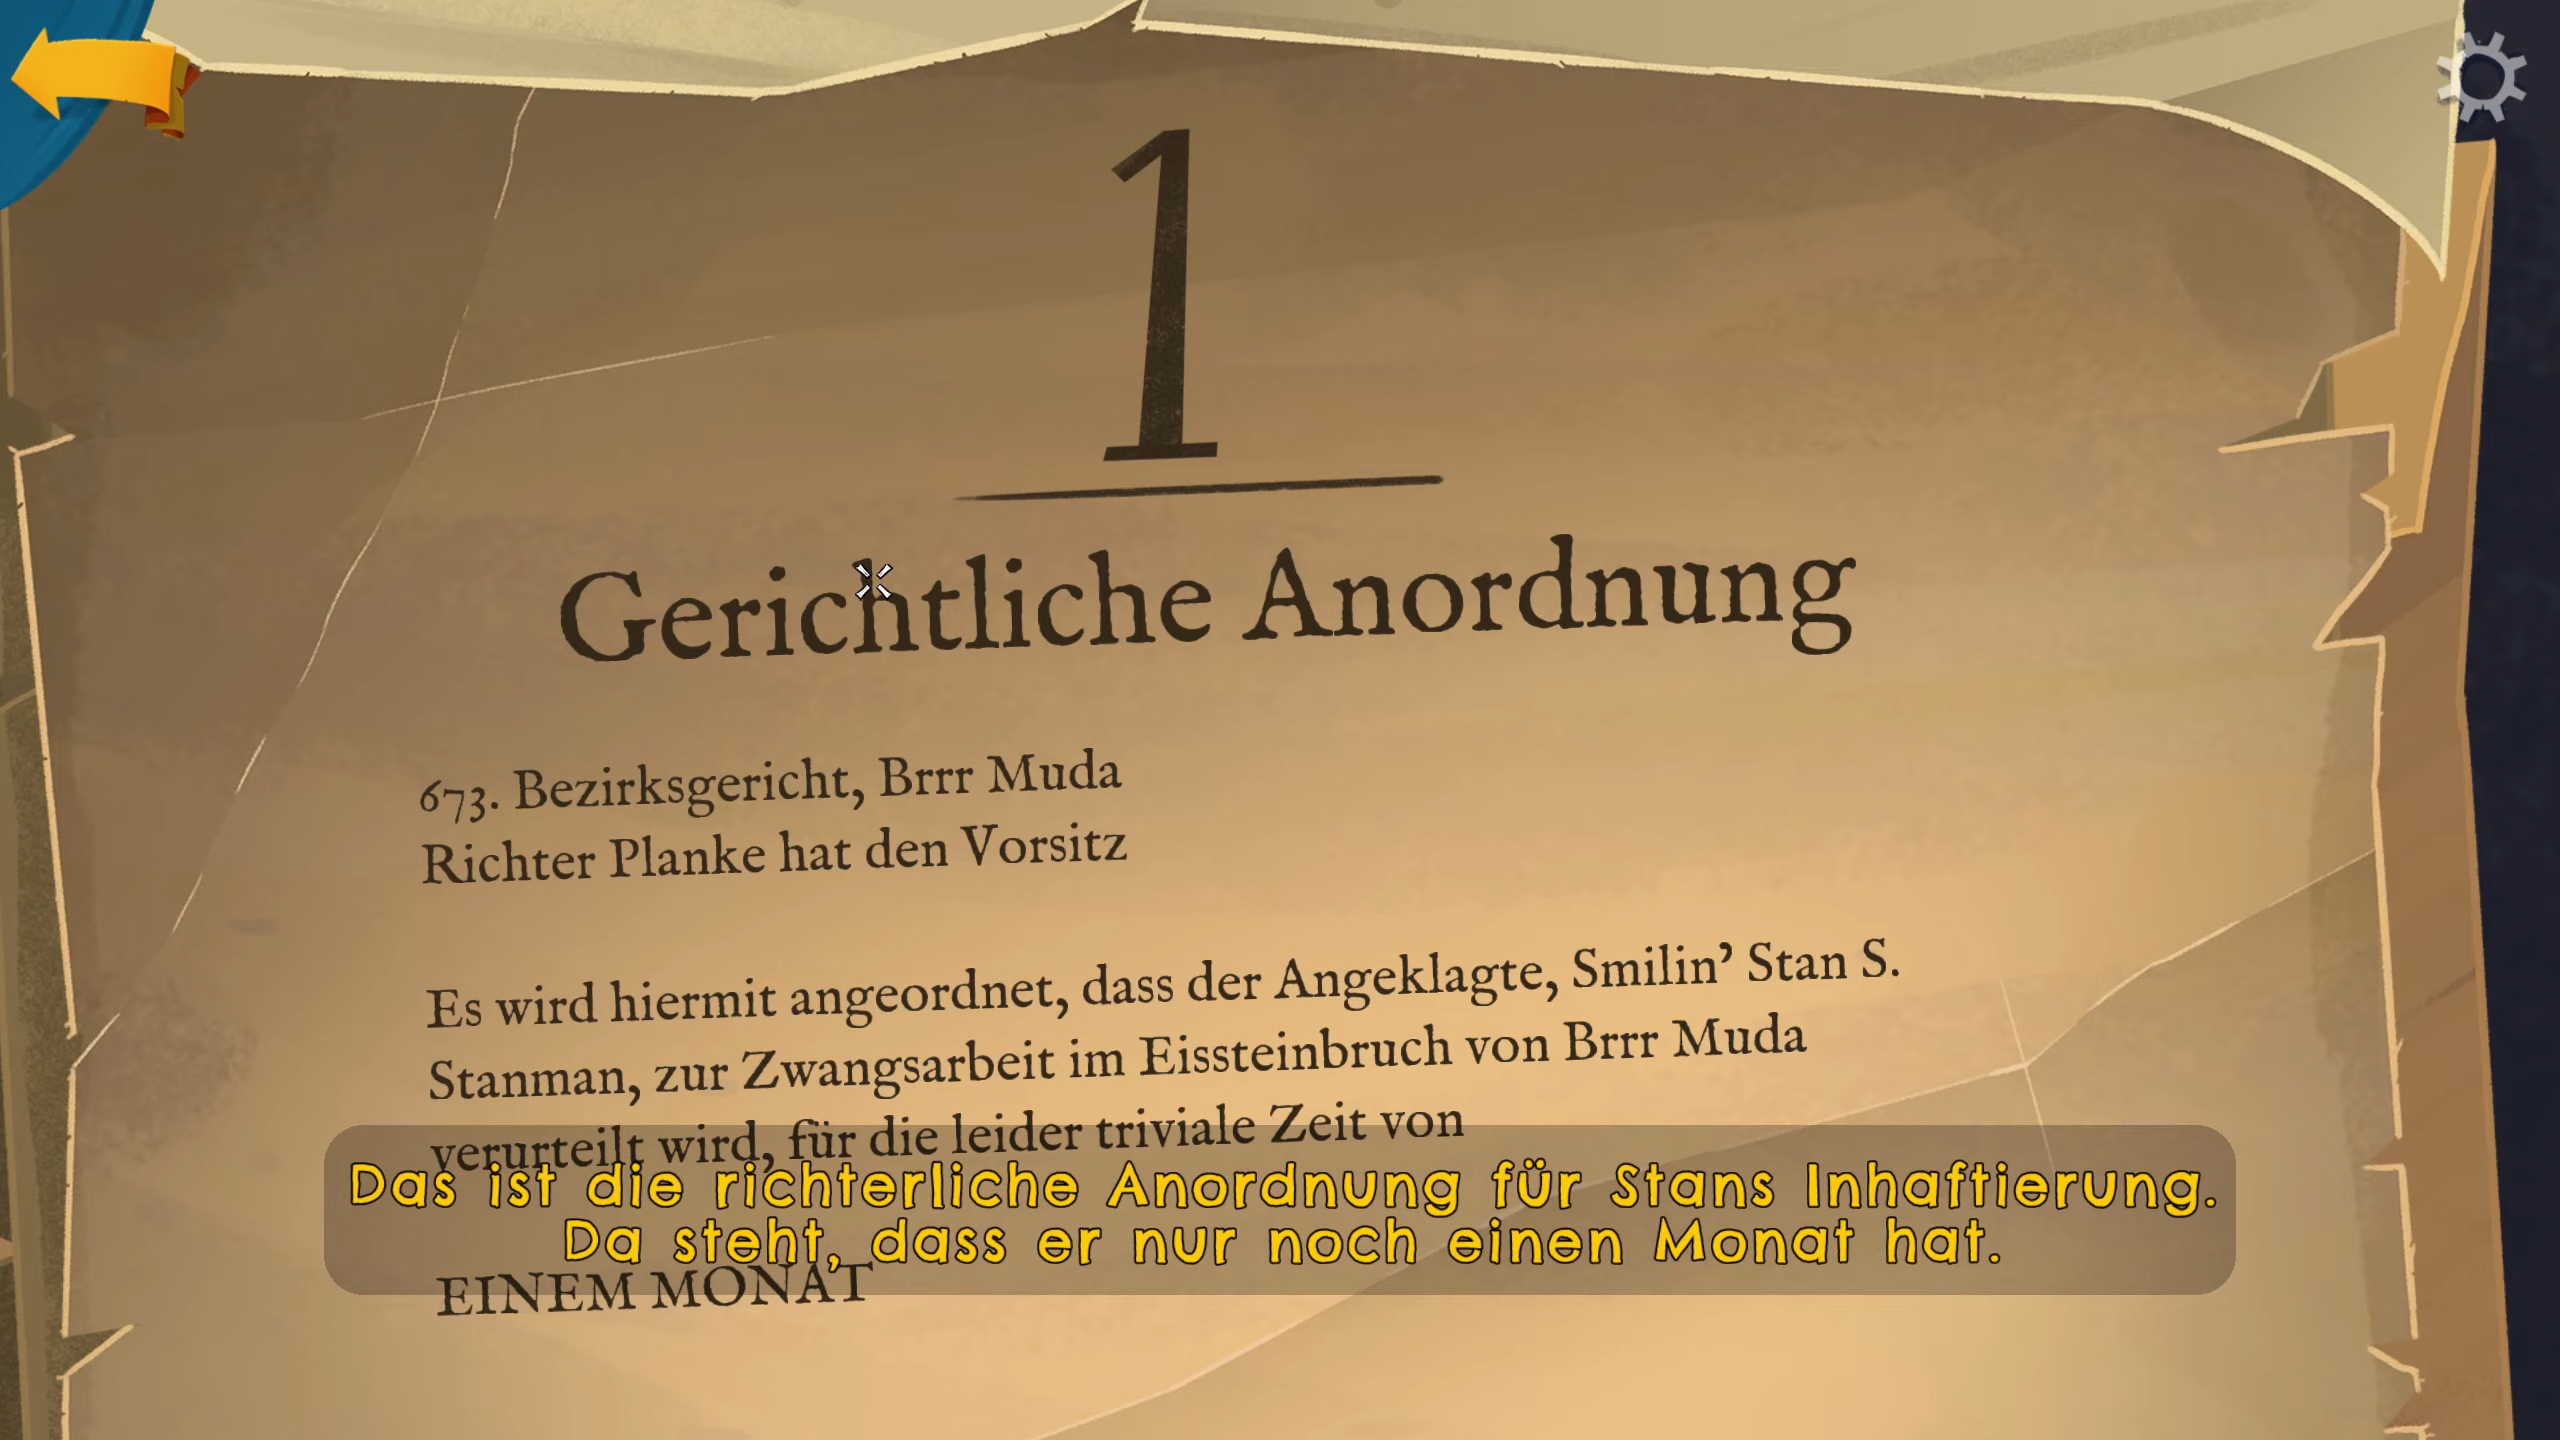 1
Gerichtliche Anordnung
673. Bezirksgericht, Brrr Muda
Richter Planke hat den Vorsitz
Es wird hiermit angeordnet, dass der Angeklagte, Smilin’ Stan S.
Stanman, zur Zwangsarbeit im Eissteinbruch von Brrr Muda
verurteilt wird, für die leider triviale Zeit von
EINEM MONAT
Das ist die richterliche Anordnung für Stans Inhaftierung.
Da steht, dass er nur noch einen Monat hat.